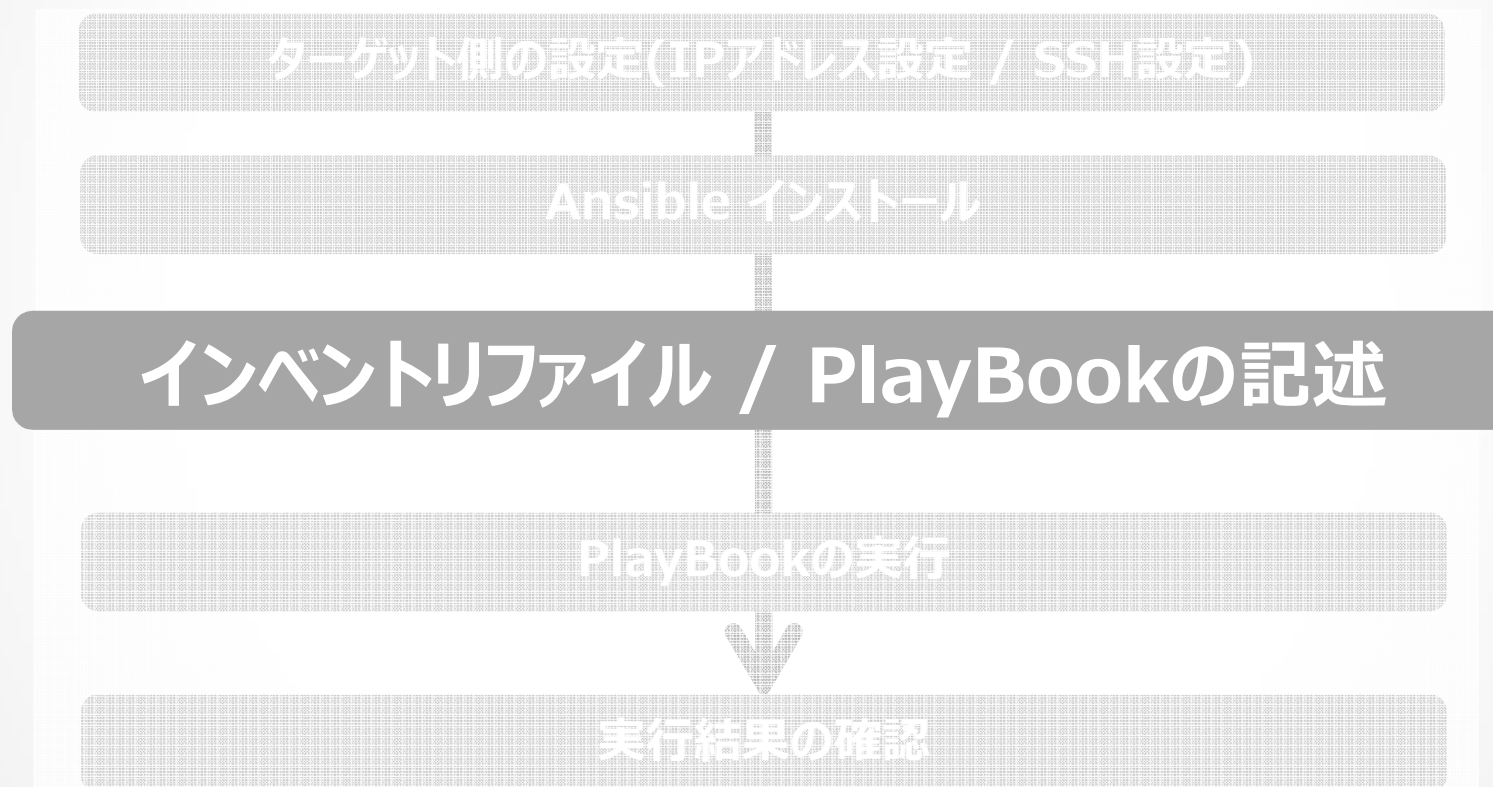 ターゲット側の設定(IPアドレス設定 / SSH設定)
Ansible インストール
インベントリファイル / PlayBookの記述
PlayBookの実行
実行結果の確認